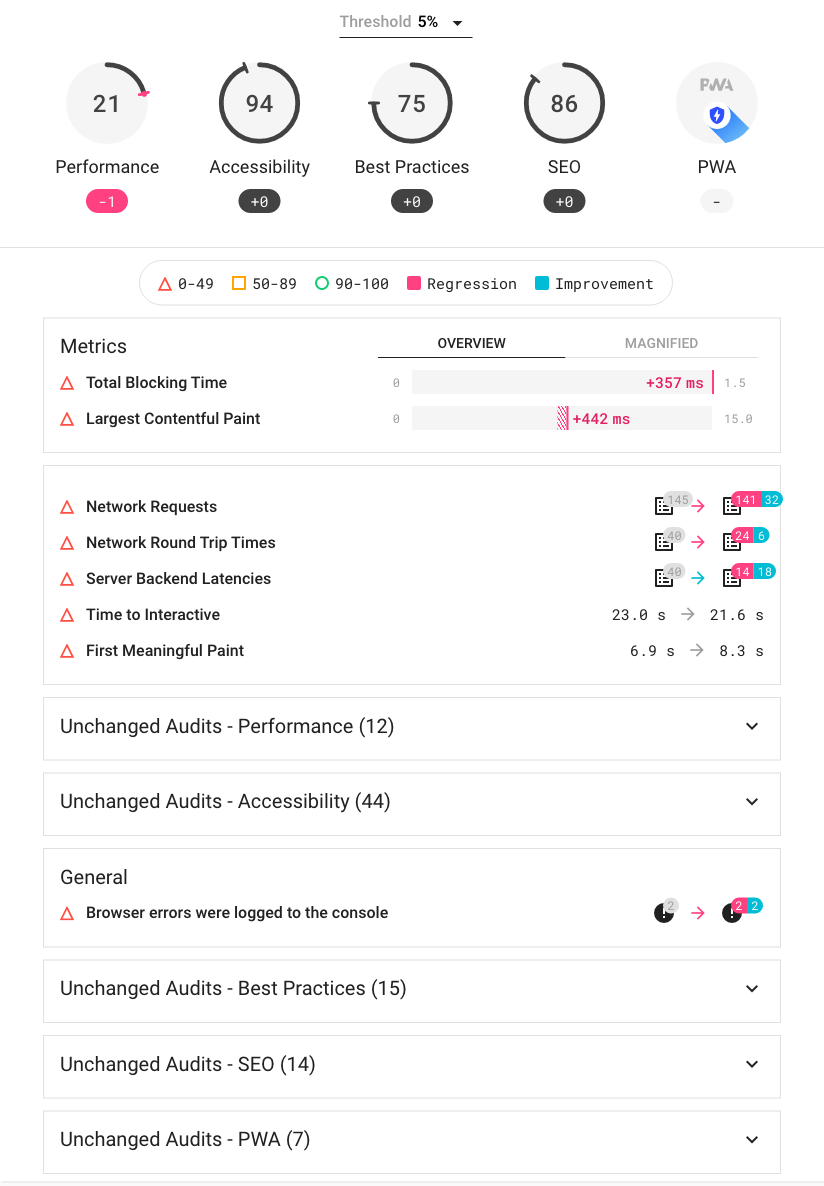 Threshold 5%
21 94 75 86 PWA
Performance Accessibility Best Practices SEO PWA
-1 +0 +0 +0 -
0-49 50-89 90-100 Regression Improvement
Metrics OVERVIEW MAGNIFIED
Total Blocking Time 0 +357 ms 1.5
Largest Contentful Paint 0 +442 ms 15.0
Network Requests 145 141 32
Network Round Trip Times 40 24 6
Server Backend Latencies 40 14 18
Time to Interactive 23.0 s → 21.6 s
First Meaningful Paint 6.9 s → 8.3 s
Unchanged Audits - Performance (12)
Unchanged Audits - Accessibility (44)
General
Browser errors were logged to the console 2 2 2
Unchanged Audits - Best Practices (15)
Unchanged Audits - SEO (14)
Unchanged Audits - PWA (7)